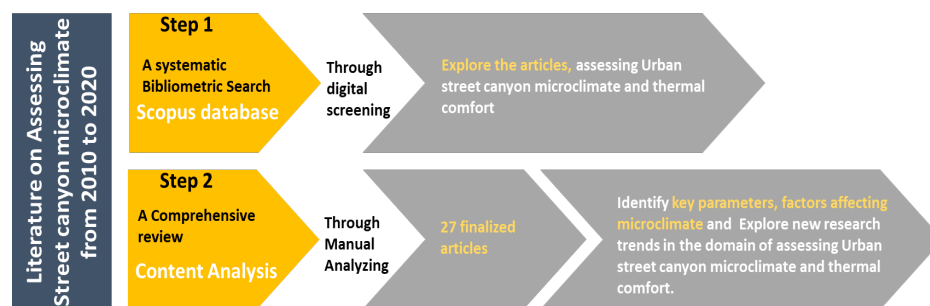 Literature on Assessing
Street canyon microclimate
from 2010 to 2020
Step 1
A systematic
Bibliometric Search
Scopus database
Through
digital
screening
Explore the articles, assessing Urban
street canyon microclimate and thermal
comfort
Step 2
A Comprehensive
review
Content Analysis
Through
Manual
Analyzing
27 finalized
articles
Identify key parameters, factors affecting
microclimate and Explore new research
trends in the domain of assessing Urban
street canyon microclimate and thermal
comfort.